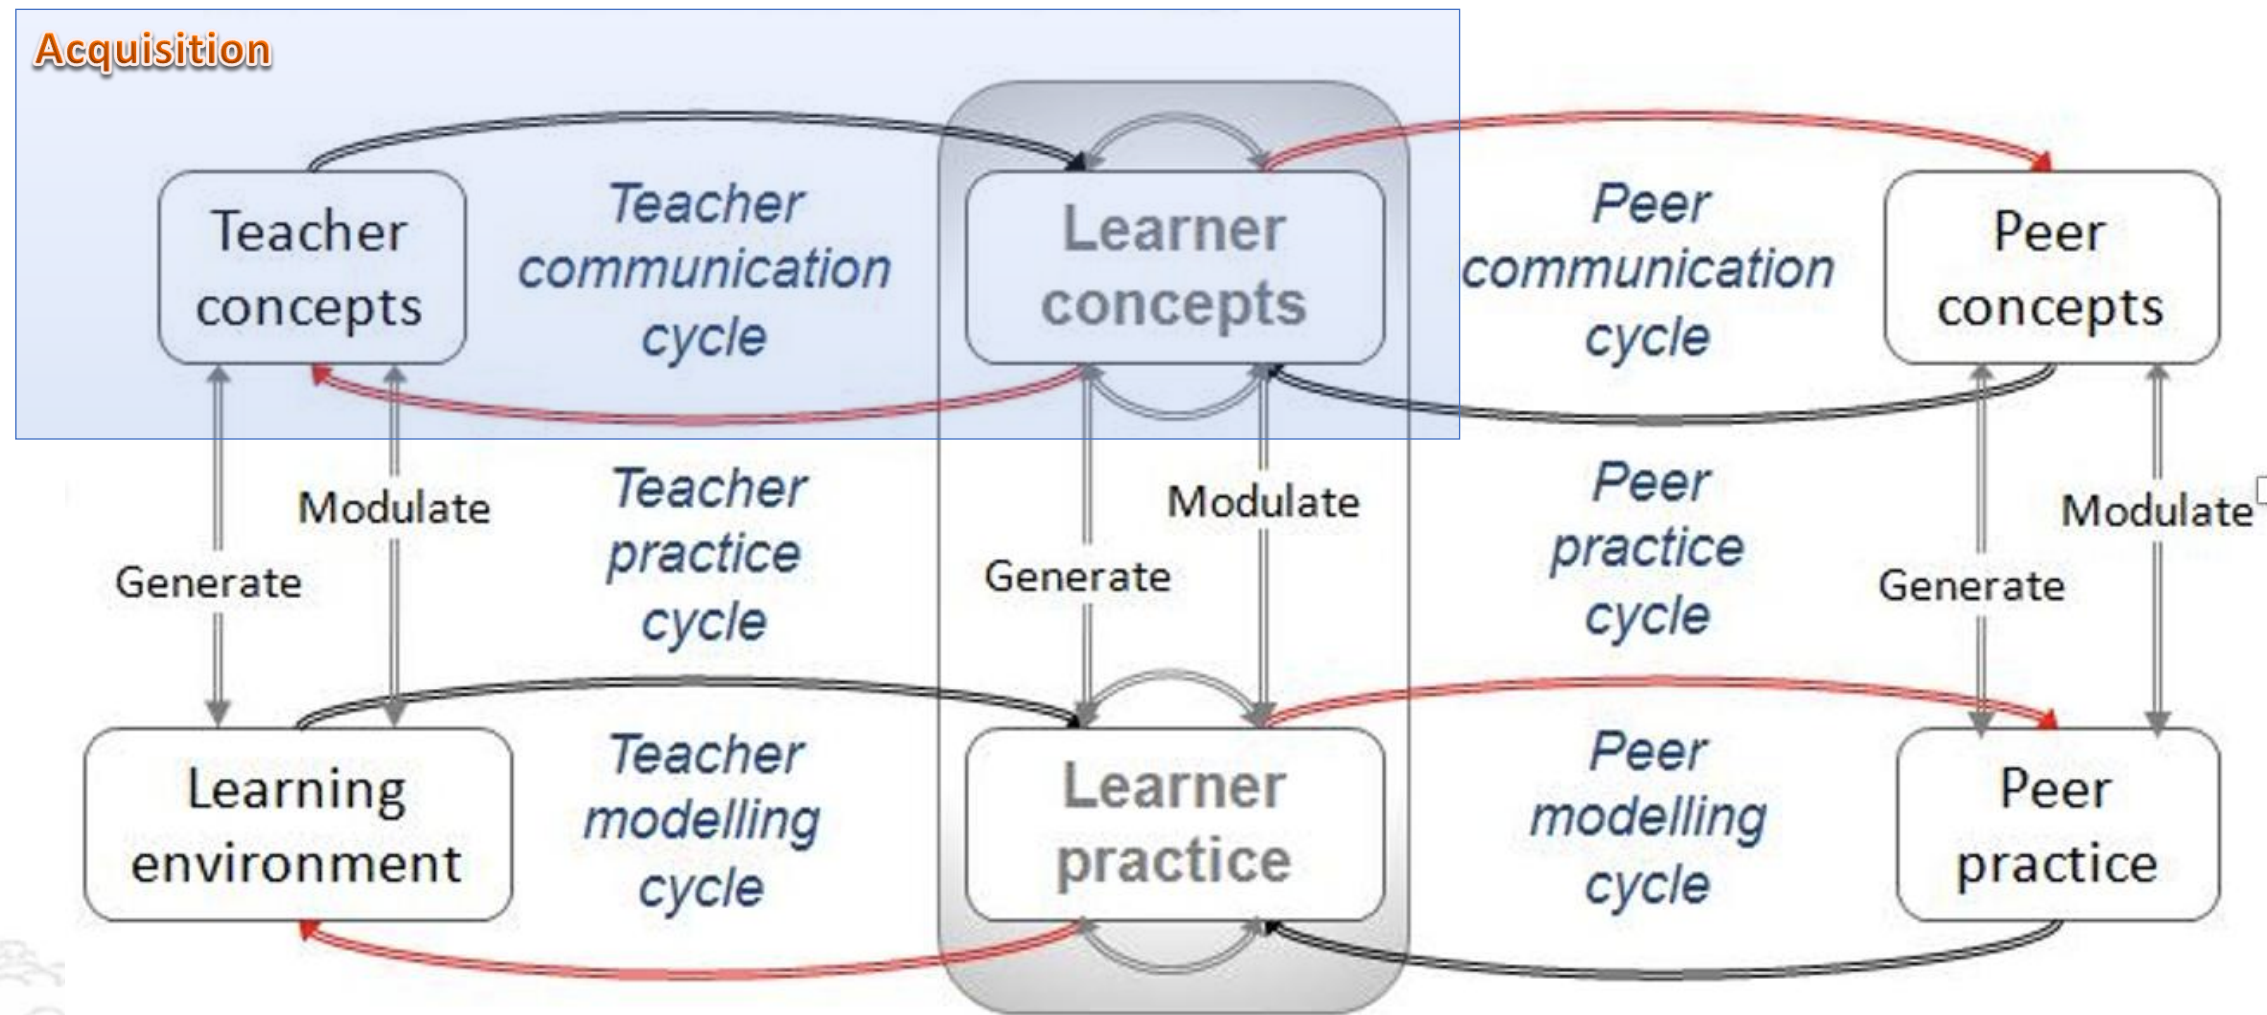 Acquisition
Teacher
concepts
Teacher
communication
cycle
Learner
concepts
Peer
communication
cycle
Peer
concepts
Generate
Modulate
Teacher
practice
cycle
Generate
Modulate
Peer
practice
cycle
Generate
Modulate
Learning
environment
Teacher
modelling
cycle
Learner
practice
Peer
modelling
cycle
Peer
practice